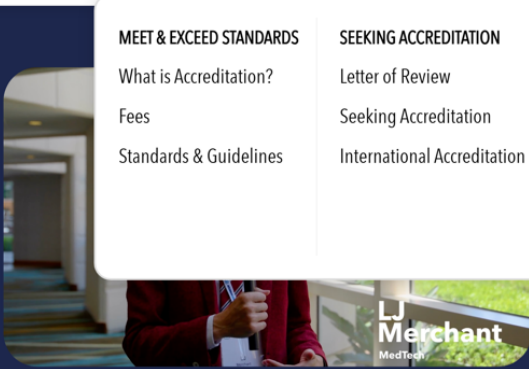 MEET & EXCEED STANDARDS
What is Accreditation?
Fees
Standards & Guidelines
SEEKING ACCREDITATION
Letter of Review
Seeking Accreditation
International Accreditation
LJ
Merchant
MedTech